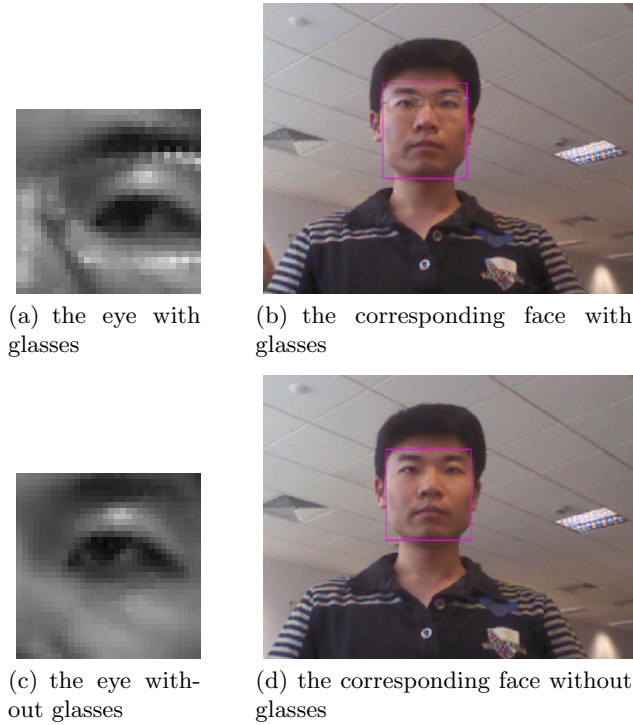 (a) the eye with
glasses
(b) the corresponding face with
glasses
(c) the eye with-
out glasses
(d) the corresponding face without
glasses